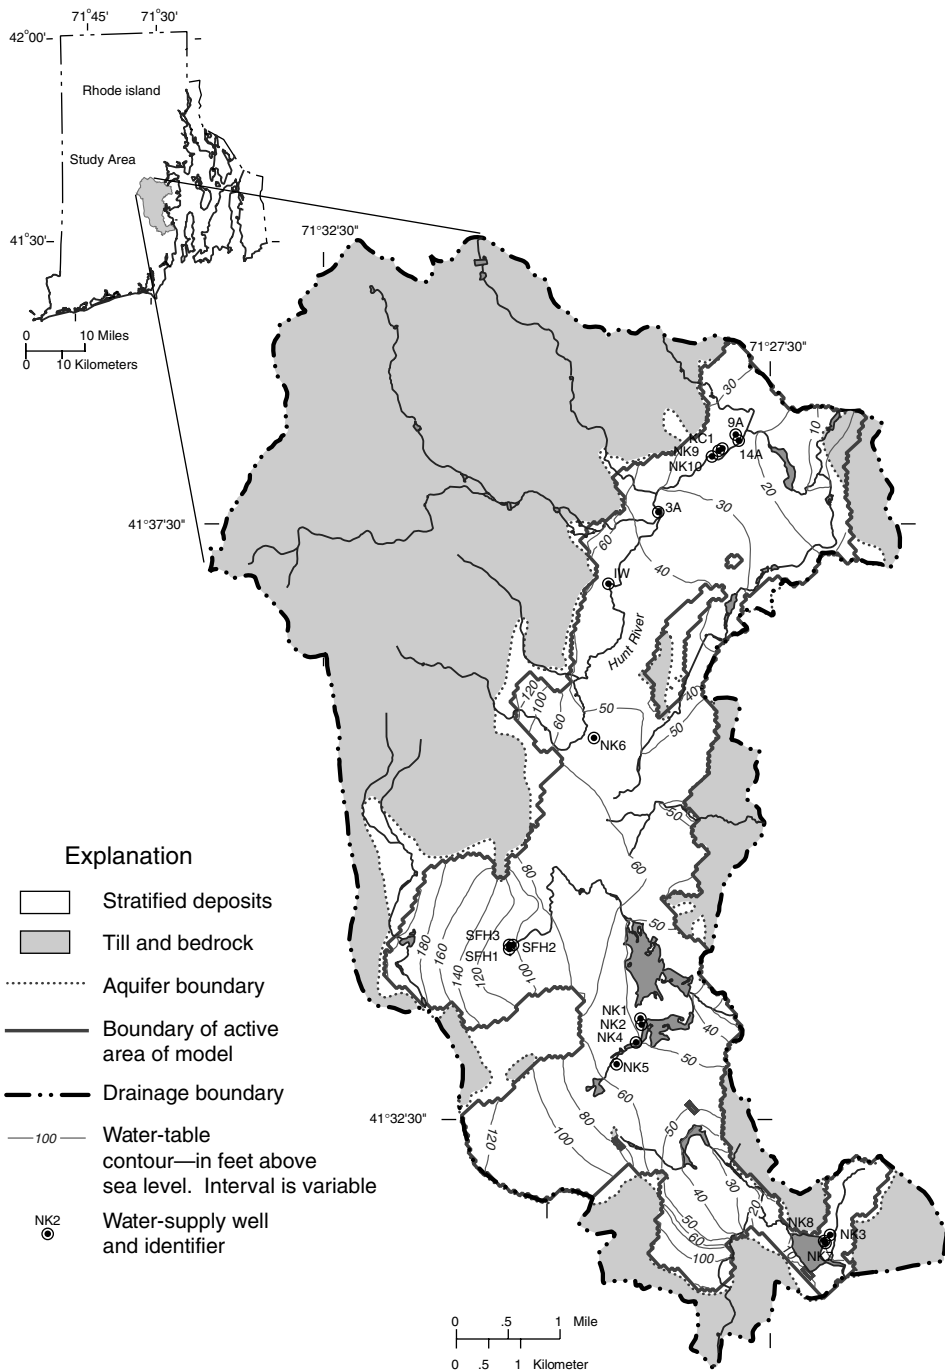 71°45'
71°30'
42°00'
Rhode island
Study Area
41°30'
0 10 Miles
0 10 Kilometers
71°32'30"
71°27'30"
30
10
9A
KC1
14A
NK9
NK10
20
30
41°37'30"
3A
60
40
IW
Hunt River
120
100
60
50
40
50
NK6
50
60
80
50
SFH3
SFH2
SFH1
180
160
140
120
100
NK1
NK2
NK4
40
50
NK5
60
80
100
120
41°32'30"
50
30
40
20
50
60
100
NK8
NK3
NK7
Explanation
Stratified deposits
Till and bedrock
Aquifer boundary
Boundary of active
area of model
Drainage boundary
100
Water-table
contour—in feet above
sea level. Interval is variable
NK2
Water-supply well
and identifier
0 .5 1 Mile
0 .5 1 Kilometer